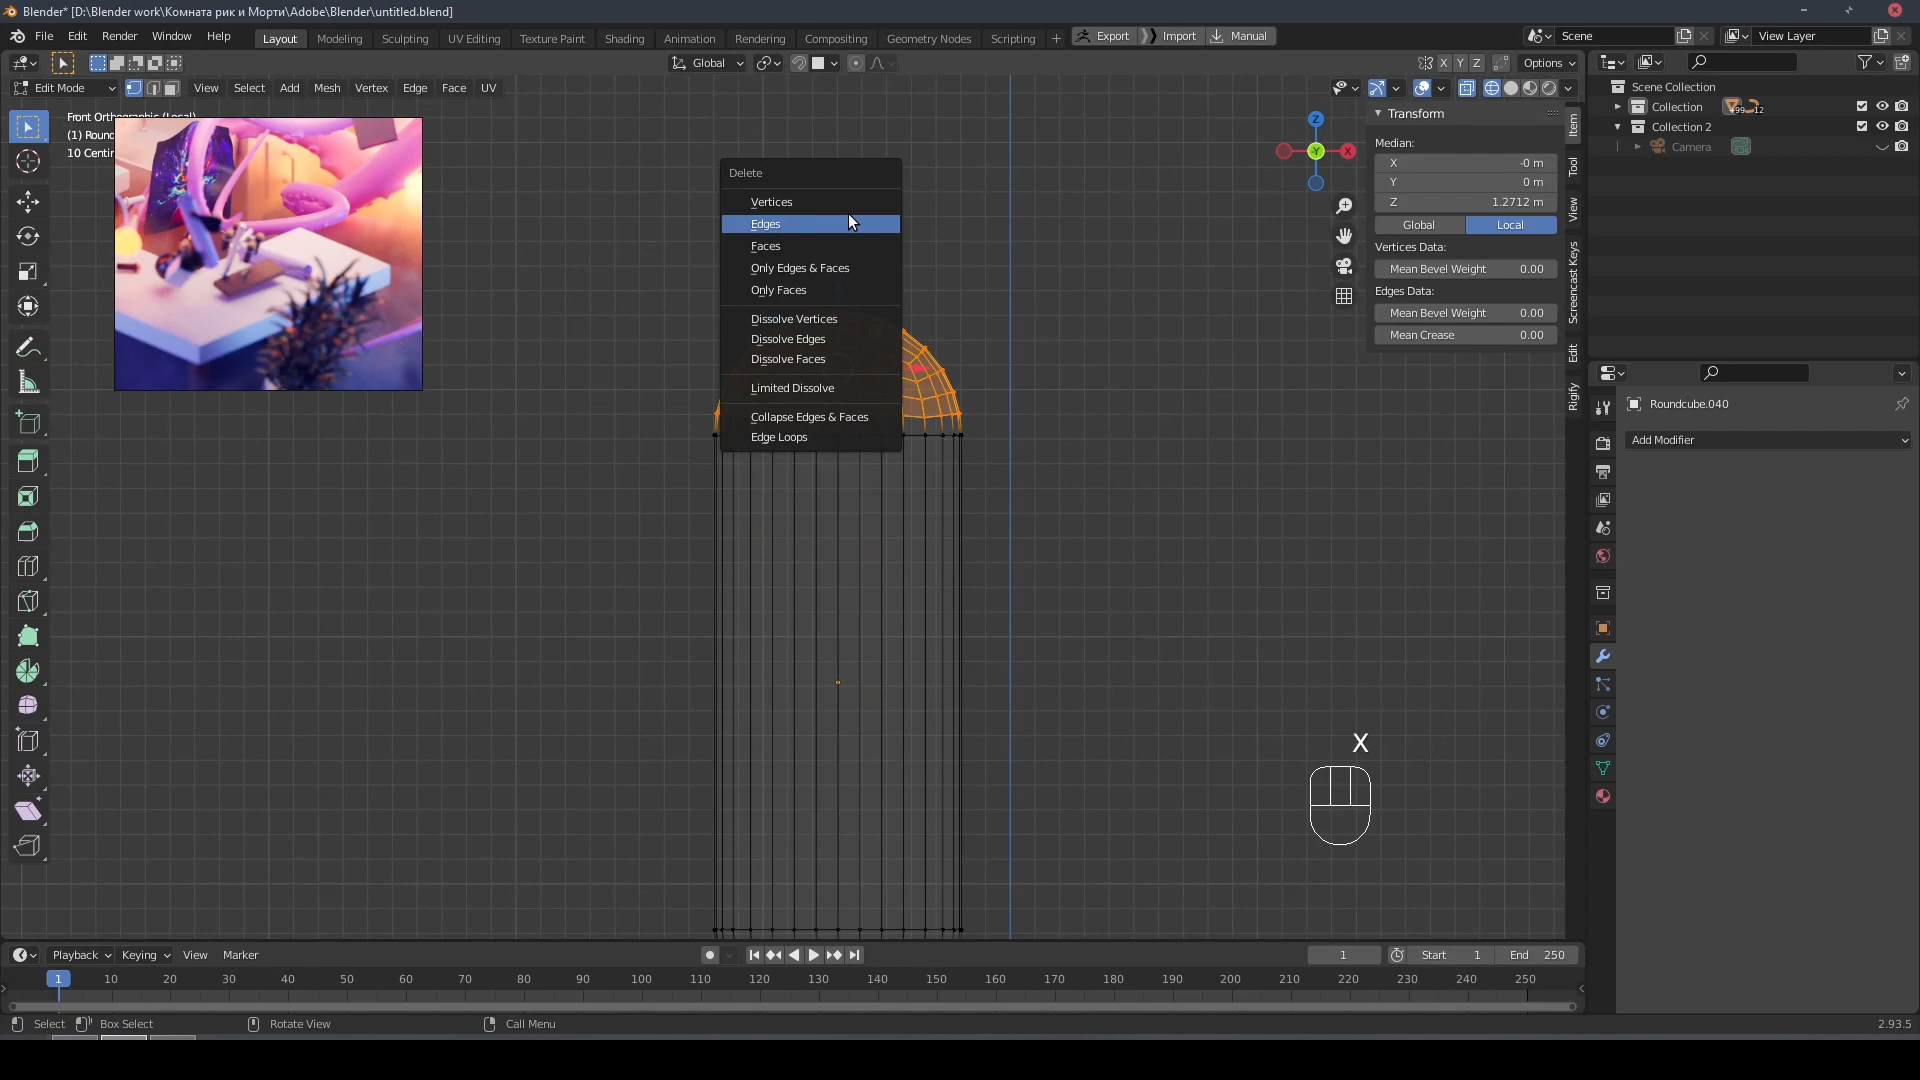 Blender* [D:\Blender work\Комната рик и Морти\Adobe\Blender\untitled.blend]
File Edit Render Window Help Layout Modeling Sculpting UV Editing Texture Paint Shading Animation Rendering Compositing Geometry Nodes Scripting + Export Import Manual Scene View Layer
Global X Y Z Options
Edit Mode View Select Add Mesh Vertex Edge Face UV
Scene Collection
Collection 12
Collection 2
Camera
Front Orthographic (Local)
(1) Round
10 Centi
Delete
Vertices
Edges
Faces
Only Edges & Faces
Only Faces
Dissolve Vertices
Dissolve Edges
Dissolve Faces
Limited Dissolve
Collapse Edges & Faces
Edge Loops
Z
X
-Y
Transform
Median:
X -0 m
Y 0 m
Z 1.2712 m
Global Local
Vertices Data:
Mean Bevel Weight 0.00
Edges Data:
Mean Bevel Weight 0.00
Mean Crease 0.00
Item
Tool
View
Screencast Keys
Edit
Rigify
Roundcube.040
Add Modifier
X
Playback Keying View Marker 1 Start 1 End 250
1 10 20 30 40 50 60 70 80 90 100 110 120 130 140 150 160 170 180 190 200 210 220 230 240 250
Select Box Select Rotate View Call Menu 2.93.5